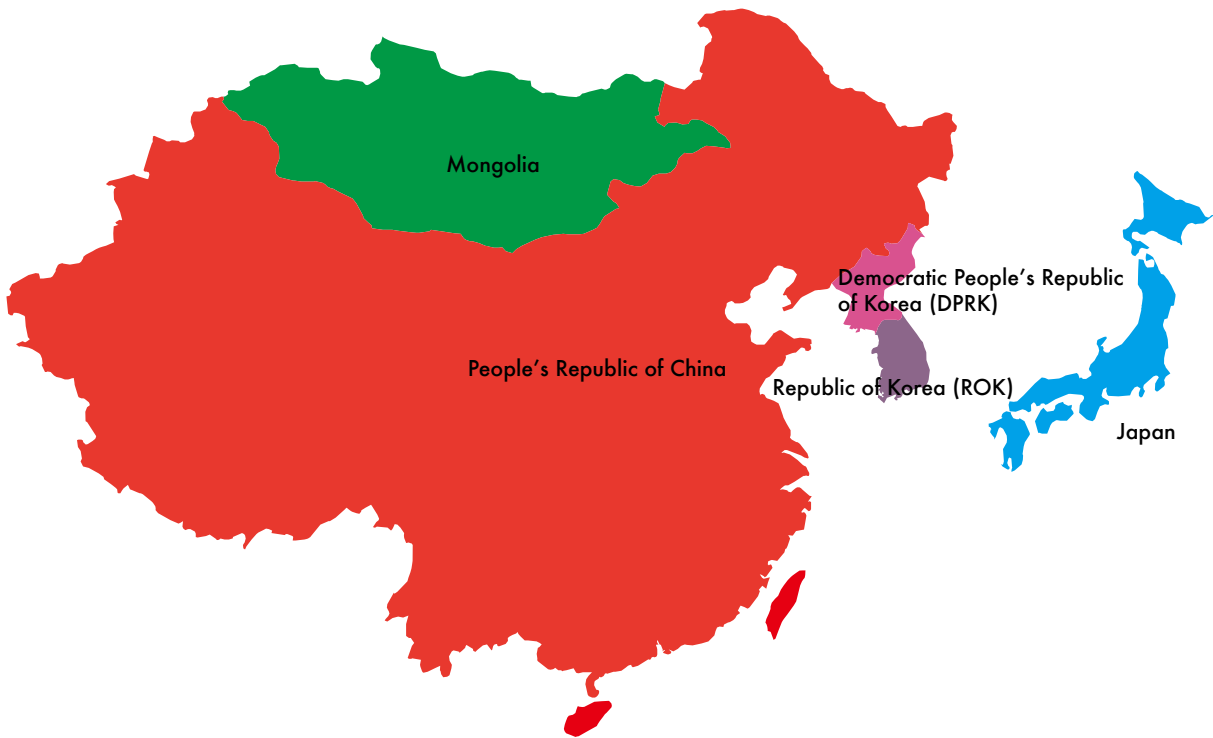 Mongolia
Democratic People’s Republic
of Korea (DPRK)
People’s Republic of China
Republic of Korea (ROK)
Japan